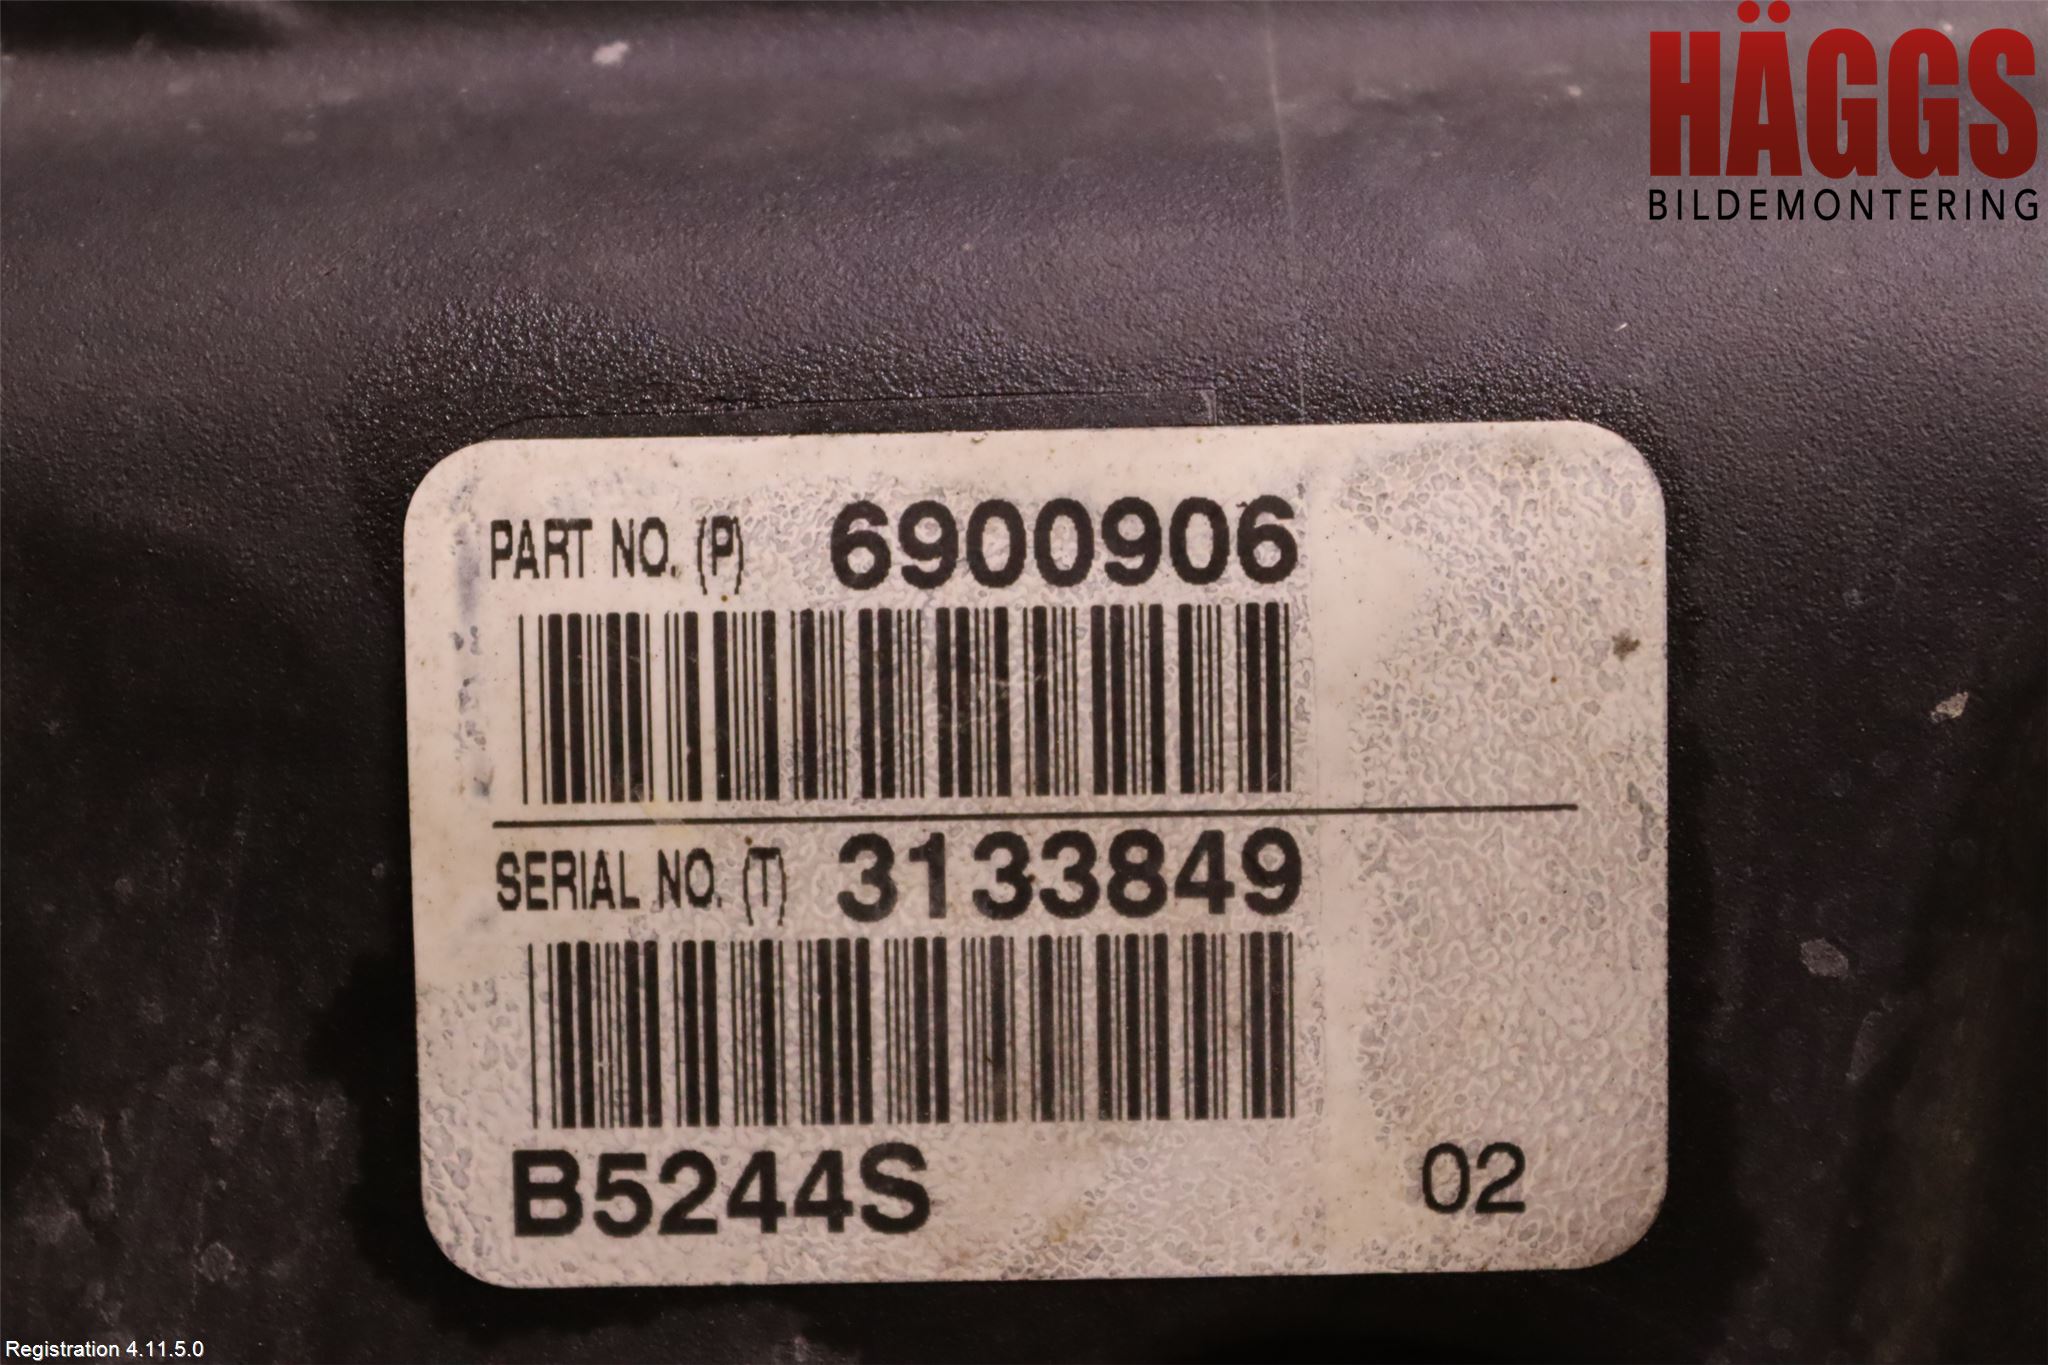 HÄGGS
BILDEMONTERING
PART NO. (P) 6900906
SERIAL NO. (T) 3133849
B5244S 02
Registration 4.11.5.0